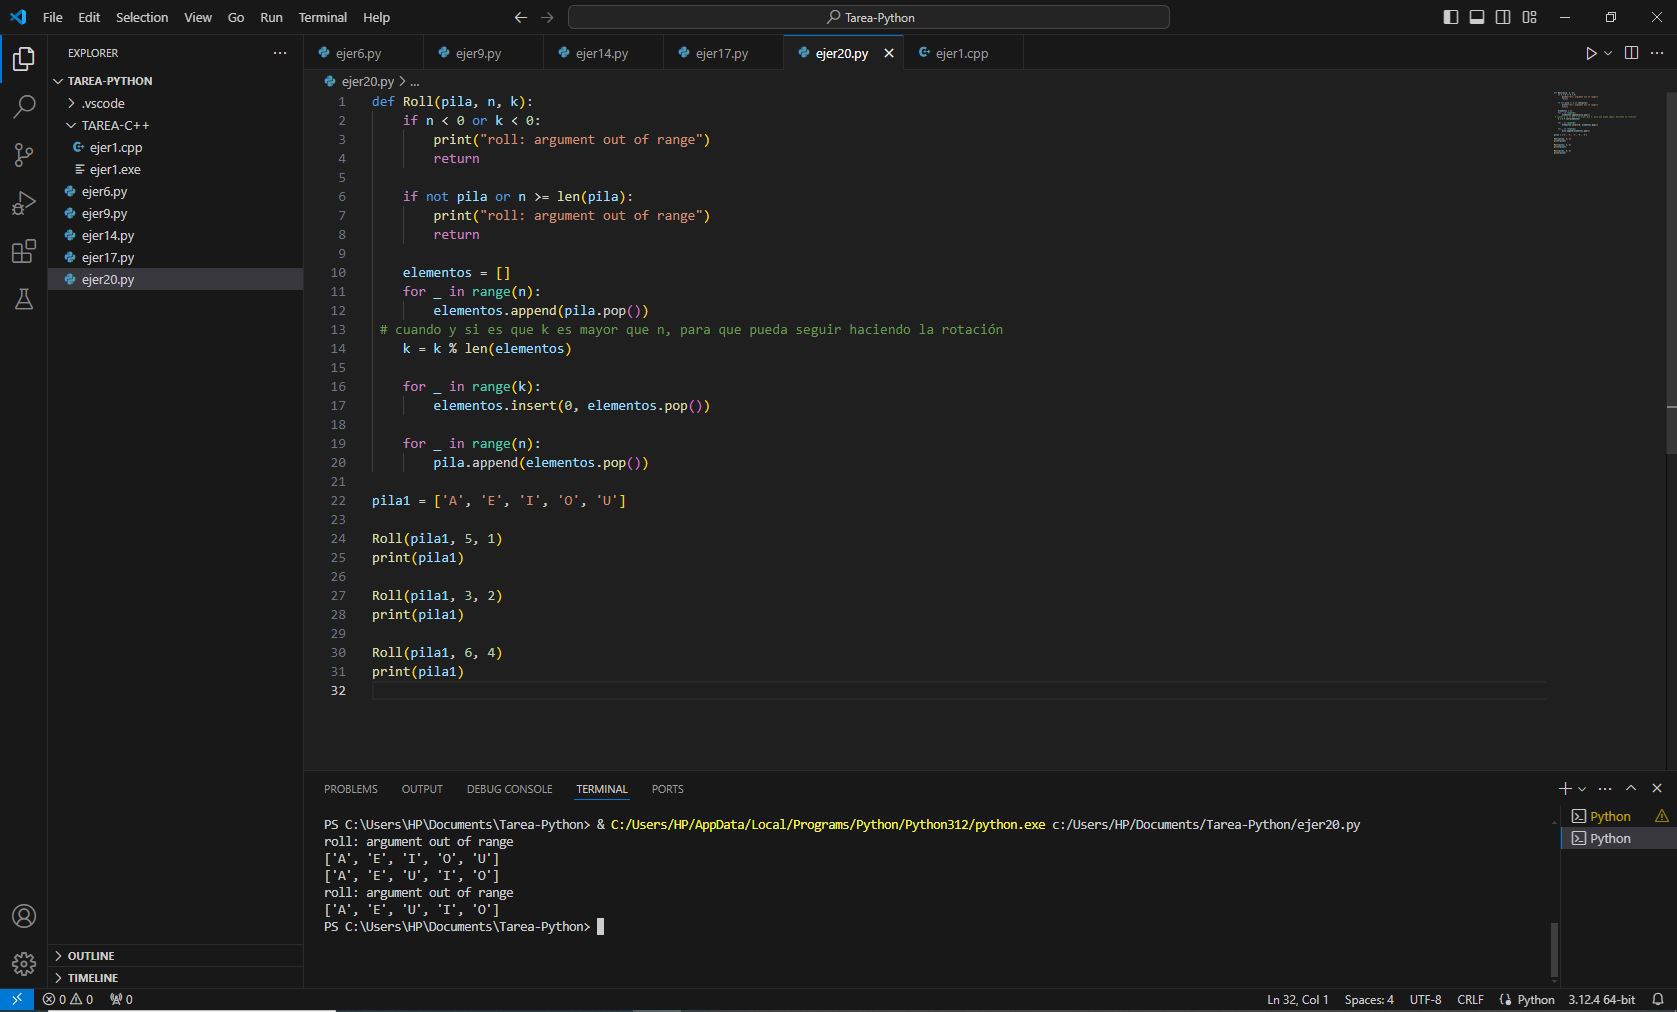 File Edit Selection View Go Run Terminal Help
Tarea-Python
EXPLORER
TAREA-PYTHON
.vscode
TAREA-C++
ejer1.cpp
ejer1.exe
ejer6.py
ejer9.py
ejer14.py
ejer17.py
ejer20.py
OUTLINE
TIMELINE
ejer6.py ejer9.py ejer14.py ejer17.py ejer20.py ejer1.cpp
ejer20.py > ...
1 def Roll(pila, n, k):
2 if n < 0 or k < 0:
3 print("roll: argument out of range")
4 return
5
6 if not pila or n >= len(pila):
7 print("roll: argument out of range")
8 return
9
10 elementos = []
11 for _ in range(n):
12 elementos.append(pila.pop())
13 # cuando y si es que k es mayor que n, para que pueda seguir haciendo la rotación
14 k = k % len(elementos)
15
16 for _ in range(k):
17 elementos.insert(0, elementos.pop())
18
19 for _ in range(n):
20 pila.append(elementos.pop())
21
22 pila1 = ['A', 'E', 'I', 'O', 'U']
23
24 Roll(pila1, 5, 1)
25 print(pila1)
26
27 Roll(pila1, 3, 2)
28 print(pila1)
29
30 Roll(pila1, 6, 4)
31 print(pila1)
32
PROBLEMS OUTPUT DEBUG CONSOLE TERMINAL PORTS
PS C:\Users\HP\Documents\Tarea-Python> & C:/Users/HP/AppData/Local/Programs/Python/Python312/python.exe c:/Users/HP/Documents/Tarea-Python/ejer20.py
roll: argument out of range
['A', 'E', 'I', 'O', 'U']
['A', 'E', 'U', 'I', 'O']
roll: argument out of range
['A', 'E', 'U', 'I', 'O']
PS C:\Users\HP\Documents\Tarea-Python>
Python
Python
0 0 0
Ln 32, Col 1 Spaces: 4 UTF-8 CRLF Python 3.12.4 64-bit